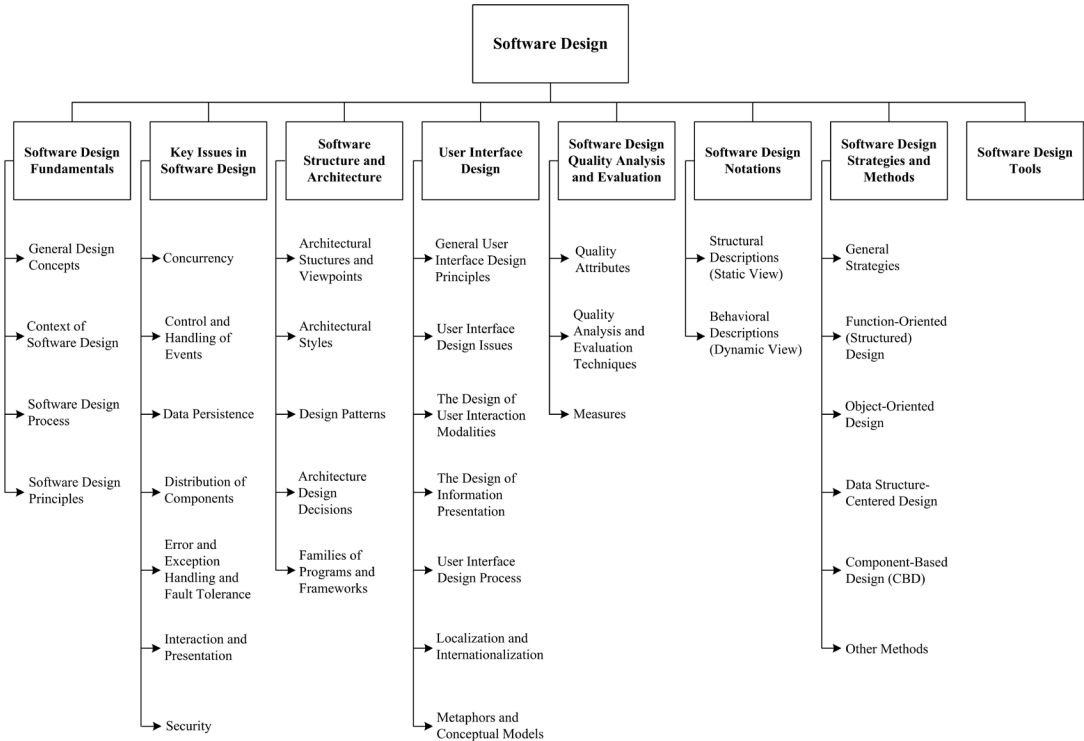 Software Design
Software Design
Fundamentals
Key Issues in
Software Design
Software
Structure and
Architecture
User Interface
Design
Software Design
Quality Analysis
and Evaluation
Software Design
Notations
Software Design
Strategies and
Methods
Software Design
Tools
General Design
Concepts
Context of
Software Design
Software Design
Process
Software Design
Principles
Concurrency
Control and
Handling of
Events
Data Persistence
Distribution of
Components
Error and
Exception
Handling and
Fault Tolerance
Interaction and
Presentation
Security
Architectural
Stuctures and
Viewpoints
Architectural
Styles
Design Patterns
Architecture
Design
Decisions
Families of
Programs and
Frameworks
General User
Interface Design
Principles
User Interface
Design Issues
The Design of
User Interaction
Modalities
The Design of
Information
Presentation
User Interface
Design Process
Localization and
Internationalization
Metaphors and
Conceptual Models
Quality
Attributes
Quality
Analysis and
Evaluation
Techniques
Measures
Structural
Descriptions
(Static View)
Behavioral
Descriptions
(Dynamic View)
General
Strategies
Function-Oriented
(Structured)
Design
Object-Oriented
Design
Data Structure-
Centered Design
Component-Based
Design (CBD)
Other Methods